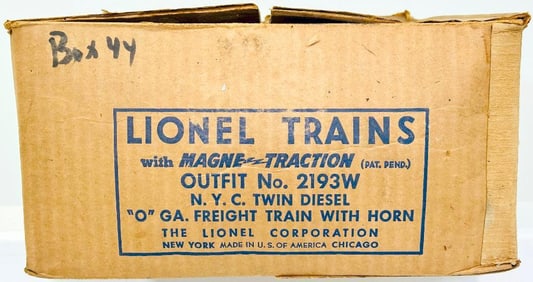 Box 44
LIONEL TRAINS
with MAGNE-TRACTION (PAT. PEND.)
OUTFIT No. 2193W
N.Y.C. TWIN DIESEL
"O" GA. FREIGHT TRAIN WITH HORN
THE LIONEL CORPORATION
NEW YORK MADE IN U.S. OF AMERICA CHICAGO